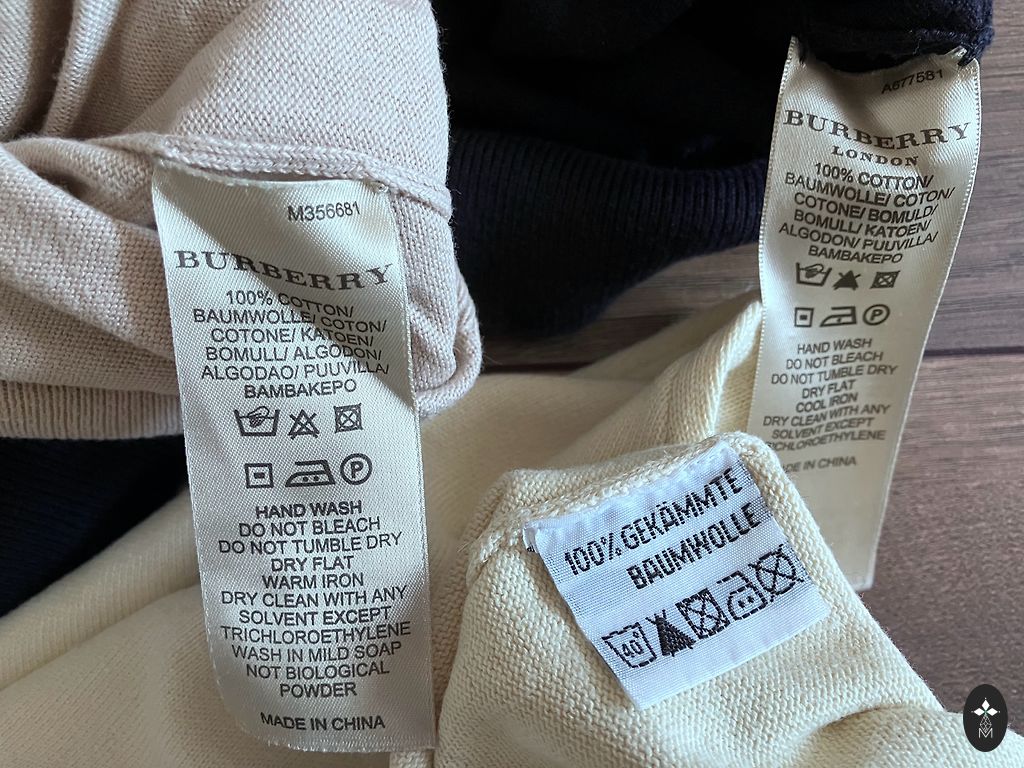 M356681
BURBERRY
100% COTTON/
BAUMWOLLE/ COTON/
COTONE/ KATOEN/
BOMULL/ ALGODON/
ALGODAO/ PUUVILLA/
BAMBAKEPO
P
HAND WASH
DO NOT BLEACH
DO NOT TUMBLE DRY
DRY FLAT
WARM IRON
DRY CLEAN WITH ANY
SOLVENT EXCEPT
TRICHLOROETHYLENE
WASH IN MILD SOAP
NOT BIOLOGICAL
POWDER
MADE IN CHINA
100% GEKÄMMTE
BAUMWOLLE
40°
A677581
BURBERRY
LONDON
100% COTTON/
BAUMWOLLE/ COTON/
COTONE/ BOMULD/
BOMULL/ KATOEN/
ALGODON/ PUUVILLA/
BAMBAKEPO
P
HAND WASH
DO NOT BLEACH
DO NOT TUMBLE DRY
DRY FLAT
COOL IRON
DRY CLEAN WITH ANY
SOLVENT EXCEPT
TRICHLOROETHYLENE
MADE IN CHINA
M